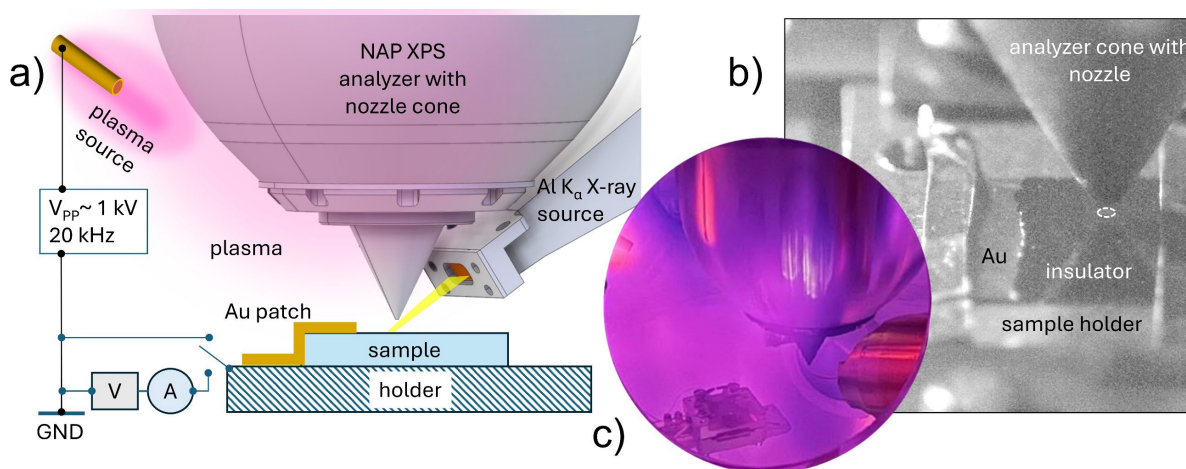 a)
NAP XPS
analyzer with
nozzle cone
plasma
source
V_PP~ 1 kV
20 kHz
Al K_α X-ray
source
plasma
Au patch
sample
holder
V
A
GND
b)
analyzer cone with
nozzle
Au
insulator
sample holder
c)